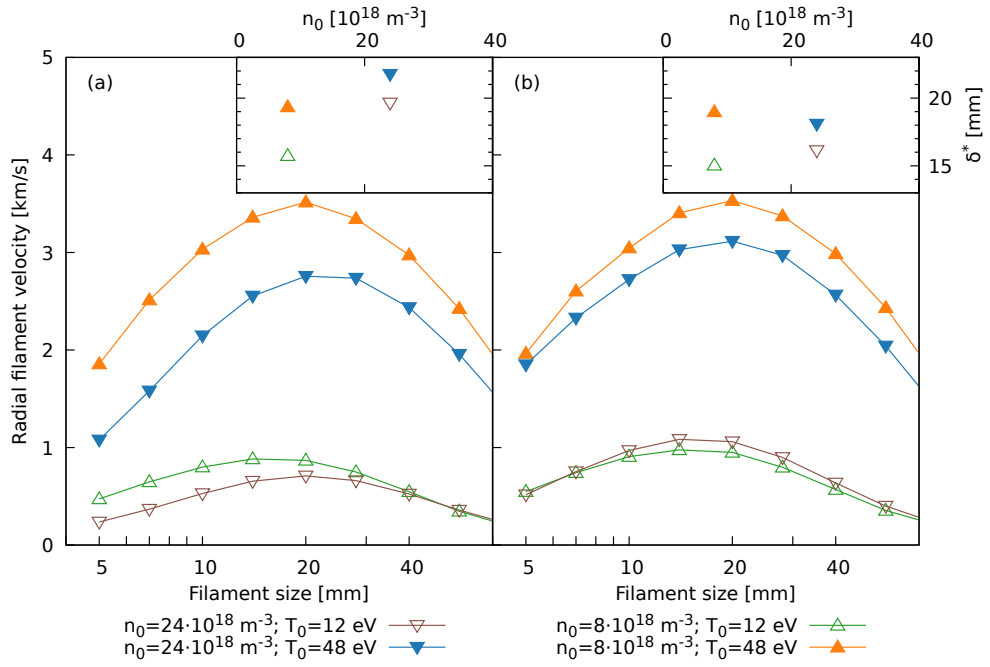 n₀ [10¹⁸ m⁻³] n₀ [10¹⁸ m⁻³]
0 20 40 0 20 40
5 (a) (b)
4
3
2
1
0
Radial filament velocity [km/s]
20
15
δ* [mm]
5 10 20 40 5 10 20 40
Filament size [mm] Filament size [mm]
n₀=24·10¹⁸ m⁻³; T₀=12 eV n₀=8·10¹⁸ m⁻³; T₀=12 eV
n₀=24·10¹⁸ m⁻³; T₀=48 eV n₀=8·10¹⁸ m⁻³; T₀=48 eV